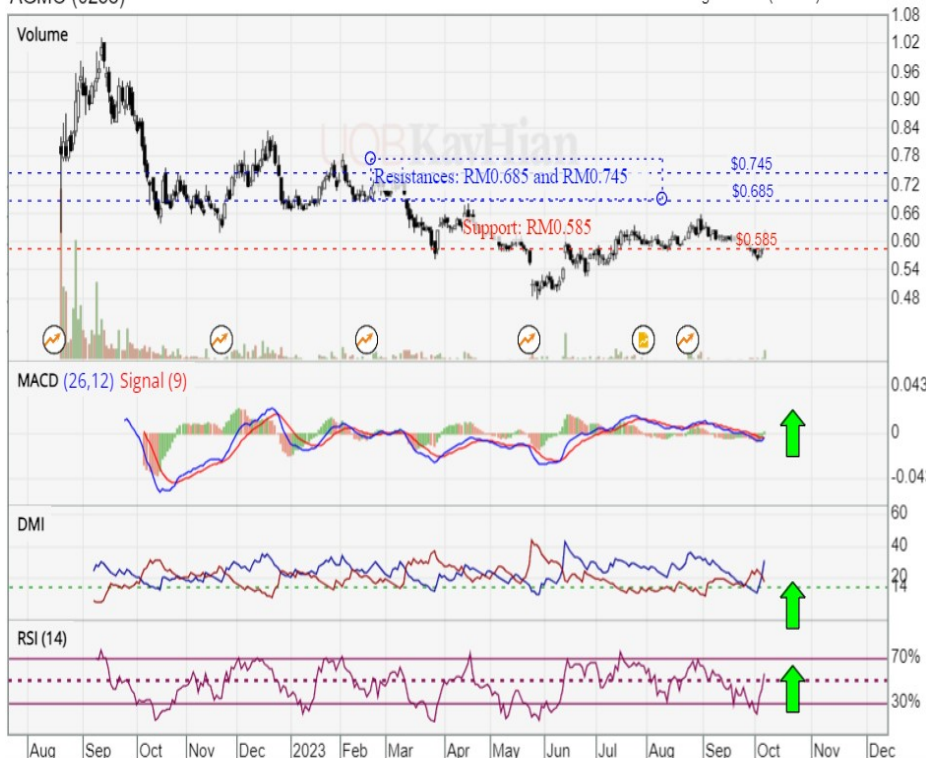 Volume
1.08
1.02
0.96
0.90
0.84
0.78
0.72
0.66
0.60
0.54
0.48
UOBKayHian
$0.745
Resistances: RM0.685 and RM0.745
$0.685
Support: RM0.585
$0.585
MACD (26,12) Signal (9)
0.043
0
-0.04
DMI
60
40
20
14
RSI (14)
70%
30%
Aug Sep Oct Nov Dec 2023 Feb Mar Apr May Jun Jul Aug Sep Oct Nov Dec